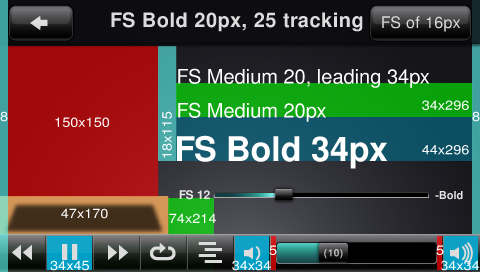 FS Bold 20px, 25 tracking
FS of 16px
FS Medium 20, leading 34px
FS Medium 20px
34x296
8
150x150
18x115
8
FS Bold 34px
44x296
FS 12
-Bold
47x170
74x214
5
(10)
5
34x45
34x34
34x34